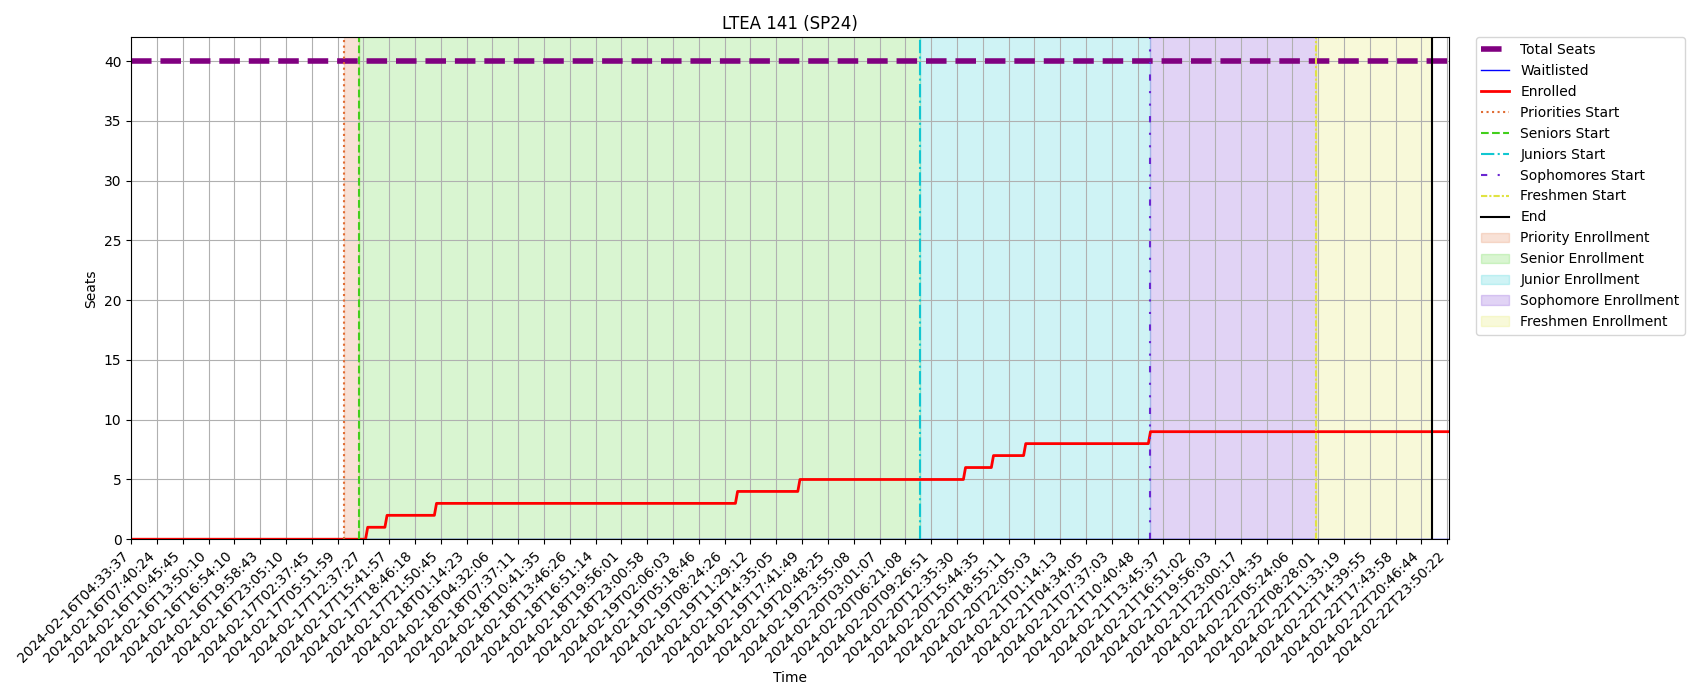 LTEA 141 (SP24)
40
35
30
25
20
15
10
5
0
Seats
2024-02-16T04:33:37
2024-02-16T07:40:24
2024-02-16T10:45:45
2024-02-16T13:50:10
2024-02-16T16:54:10
2024-02-16T19:58:43
2024-02-16T23:05:10
2024-02-17T02:37:45
2024-02-17T05:51:59
2024-02-17T12:37:27
2024-02-17T15:41:57
2024-02-17T18:46:18
2024-02-17T21:50:45
2024-02-18T01:14:23
2024-02-18T04:32:06
2024-02-18T07:37:11
2024-02-18T10:41:35
2024-02-18T13:46:26
2024-02-18T16:51:14
2024-02-18T19:56:01
2024-02-18T23:00:58
2024-02-19T02:06:03
2024-02-19T05:18:46
2024-02-19T08:24:26
2024-02-19T11:29:12
2024-02-19T14:35:05
2024-02-19T17:41:49
2024-02-19T20:48:25
2024-02-19T23:55:08
2024-02-20T03:01:07
2024-02-20T06:21:08
2024-02-20T09:26:51
2024-02-20T12:35:30
2024-02-20T15:44:35
2024-02-20T18:55:11
2024-02-20T22:05:03
2024-02-21T01:14:13
2024-02-21T04:34:05
2024-02-21T07:37:03
2024-02-21T10:40:48
2024-02-21T13:45:37
2024-02-21T16:51:02
2024-02-21T19:56:03
2024-02-21T23:00:17
2024-02-22T02:04:35
2024-02-22T05:24:06
2024-02-22T08:28:01
2024-02-22T11:33:19
2024-02-22T14:39:55
2024-02-22T17:43:58
2024-02-22T20:46:44
2024-02-22T23:50:22
Time
Total Seats
Waitlisted
Enrolled
Priorities Start
Seniors Start
Juniors Start
Sophomores Start
Freshmen Start
End
Priority Enrollment
Senior Enrollment
Junior Enrollment
Sophomore Enrollment
Freshmen Enrollment